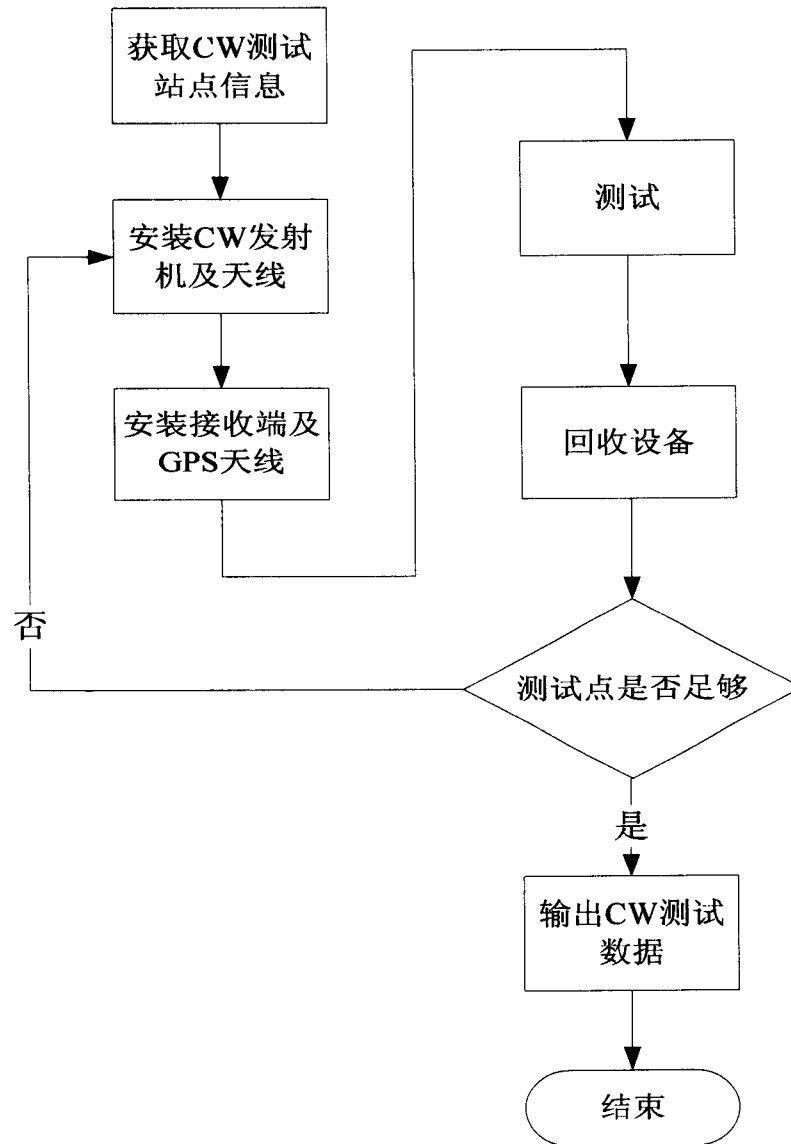 获取CW测试
站点信息
安装CW发射
机及天线
安装接收端及
GPS天线
测试
回收设备
测试点是否足够
否
是
输出CW测试
数据
结束